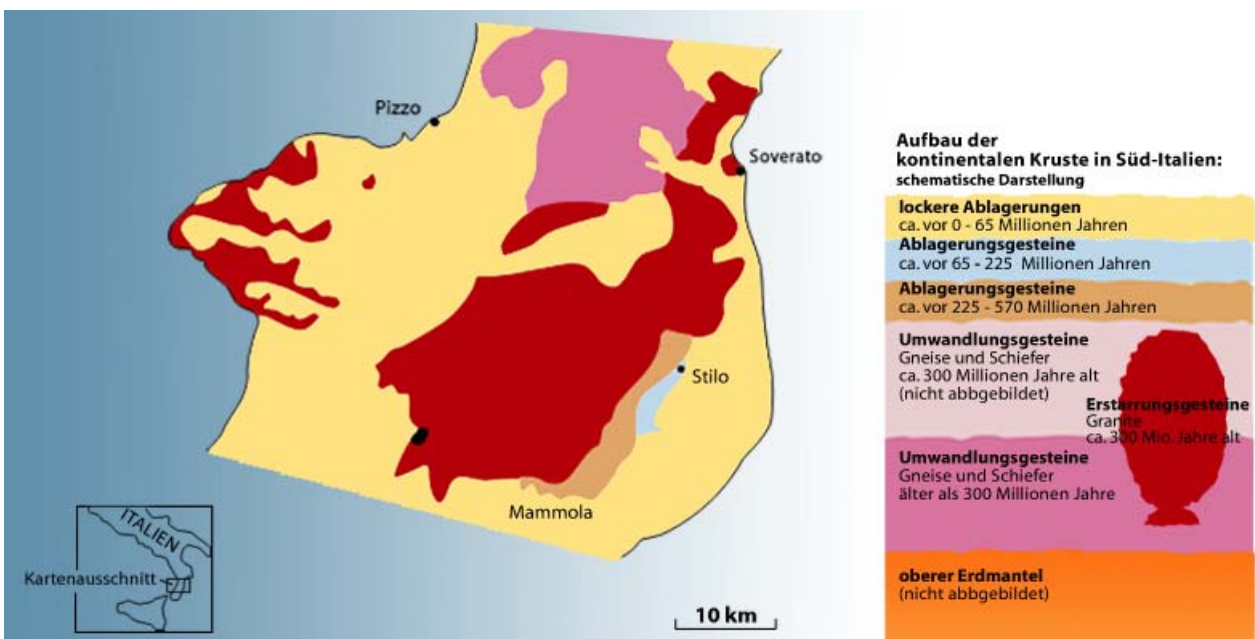 Pizzo
Soverato
Stilo
Mammola
ITALIEN
Kartenausschnitt
10 km
Aufbau der
kontinentalen Kruste in Süd-Italien:
schematische Darstellung
lockere Ablagerungen
ca. vor 0 - 65 Millionen Jahren
Ablagerungsgesteine
ca. vor 65 - 225 Millionen Jahren
Ablagerungsgesteine
ca. vor 225 - 570 Millionen Jahren
Umwandlungsgesteine
Gneise und Schiefer
ca. 300 Millionen Jahre alt
(nicht abbgebildet)
Erstarrungsgesteine
Granite
ca. 300 Mio. Jahre alt
Umwandlungsgesteine
Gneise und Schiefer
älter als 300 Millionen Jahre
oberer Erdmantel
(nicht abbgebildet)